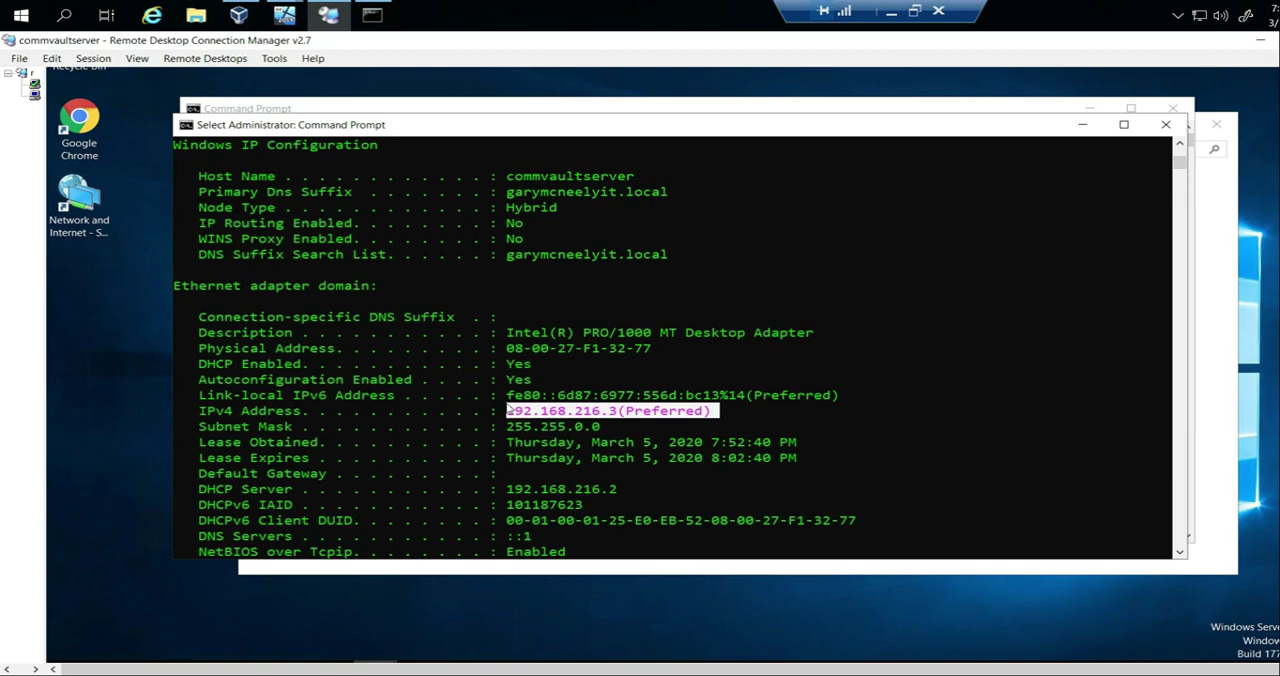 7:
3/
commvaultserver - Remote Desktop Connection Manager v2.7
File Edit Session View Remote Desktops Tools Help
r
Recycle Bin
Google
Chrome
Network and
Internet - S...
Command Prompt
Select Administrator: Command Prompt
Windows IP Configuration
Host Name . . . . . . . . . . . . : commvaultserver
Primary Dns Suffix . . . . . . . : garymcneelyit.local
Node Type . . . . . . . . . . . . : Hybrid
IP Routing Enabled. . . . . . . . : No
WINS Proxy Enabled. . . . . . . . : No
DNS Suffix Search List. . . . . . : garymcneelyit.local
Ethernet adapter domain:
Connection-specific DNS Suffix . :
Description . . . . . . . . . . . : Intel(R) PRO/1000 MT Desktop Adapter
Physical Address. . . . . . . . . : 08-00-27-F1-32-77
DHCP Enabled. . . . . . . . . . . : Yes
Autoconfiguration Enabled . . . . : Yes
Link-local IPv6 Address . . . . . : fe80::6d87:6977:556d:bc13%14(Preferred)
IPv4 Address. . . . . . . . . . . : 192.168.216.3(Preferred)
Subnet Mask . . . . . . . . . . . : 255.255.0.0
Lease Obtained. . . . . . . . . . : Thursday, March 5, 2020 7:52:40 PM
Lease Expires . . . . . . . . . . : Thursday, March 5, 2020 8:02:40 PM
Default Gateway . . . . . . . . . :
DHCP Server . . . . . . . . . . . : 192.168.216.2
DHCPv6 IAID . . . . . . . . . . . : 101187623
DHCPv6 Client DUID. . . . . . . . : 00-01-00-01-25-E0-EB-52-08-00-27-F1-32-77
DNS Servers . . . . . . . . . . . : ::1
NetBIOS over Tcpip. . . . . . . . : Enabled
Windows Serve
Window
Build 177